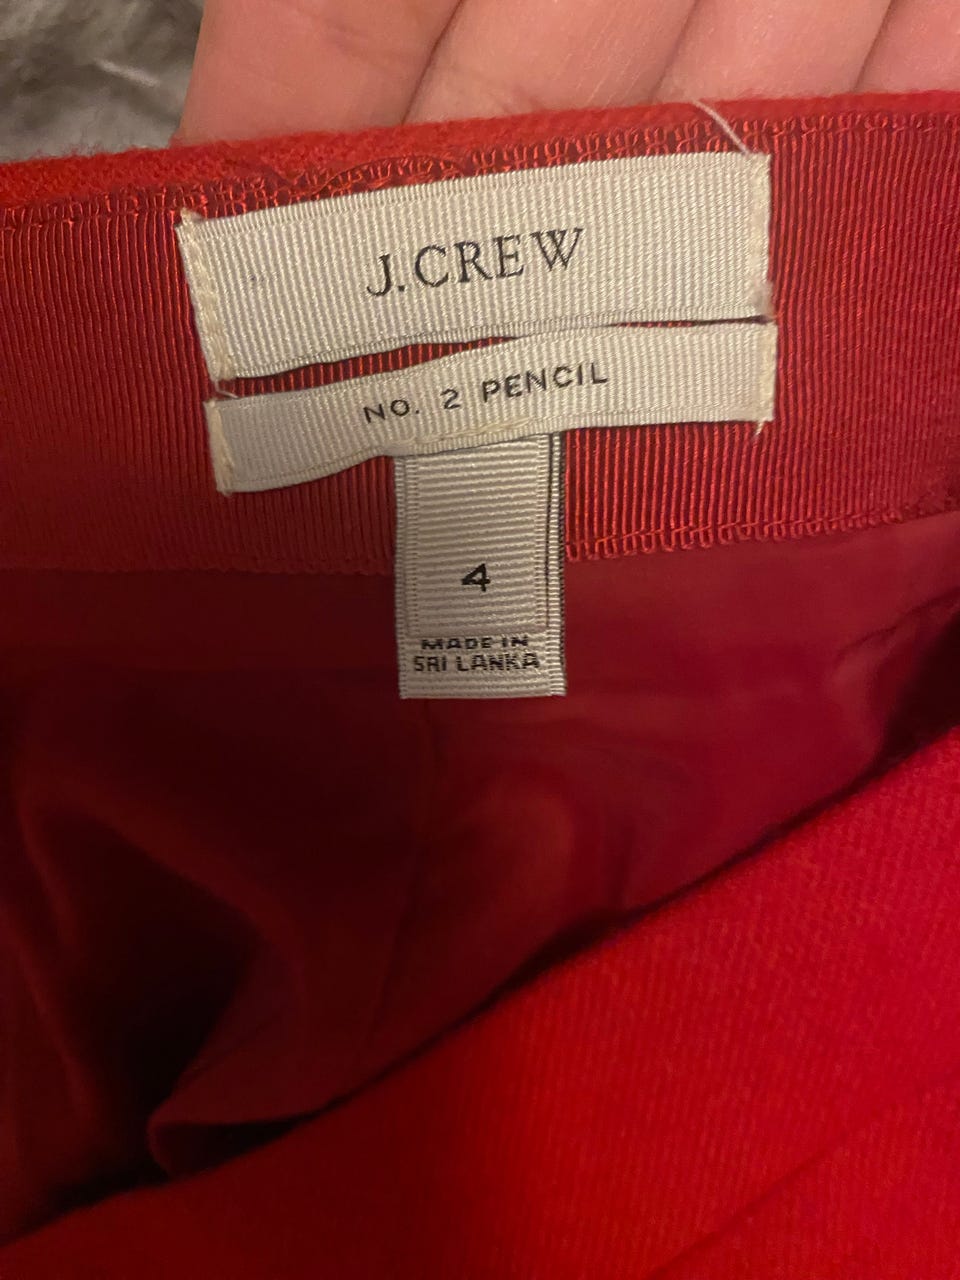 J.CREW
NO. 2 PENCIL
4
MADE IN
SRI LANKA